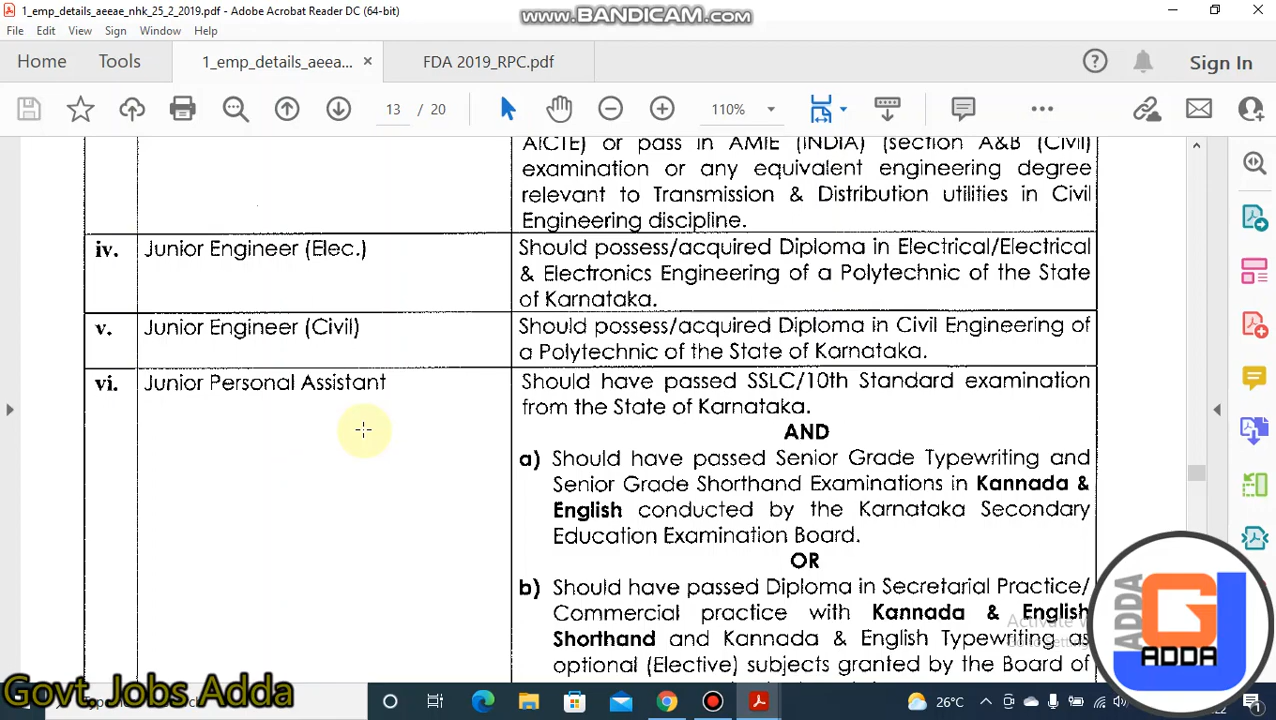 1_emp_details_aeeae_nhk_25_2_2019.pdf - Adobe Acrobat Reader DC (64-bit)
www.BANDICAM.com
File Edit View Sign Window Help
Home Tools 1_emp_details_aeea... × FDA 2019_RPC.pdf Sign In
13 / 20 110%
AICTE) or pass in AMIE (INDIA) (section A&B (Civil)
examination or any equivalent engineering degree
relevant to Transmission & Distribution utilities in Civil
Engineering discipline.
iv. Junior Engineer (Elec.) Should possess/acquired Diploma in Electrical/Electrical
& Electronics Engineering of a Polytechnic of the State
of Karnataka.
v. Junior Engineer (Civil) Should possess/acquired Diploma in Civil Engineering of
a Polytechnic of the State of Karnataka.
vi. Junior Personal Assistant Should have passed SSLC/10th Standard examination
from the State of Karnataka.
AND
a) Should have passed Senior Grade Typewriting and
Senior Grade Shorthand Examinations in Kannada &
English conducted by the Karnataka Secondary
Education Examination Board.
OR
b) Should have passed Diploma in Secretarial Practice/
Commercial practice with Kannada & English
Shorthand and Kannada & English Typewriting as
optional (Elective) subjects granted by the Board of
Activate
ADDA
GJ
ADDA
Govt. Jobs Adda
26°C
1